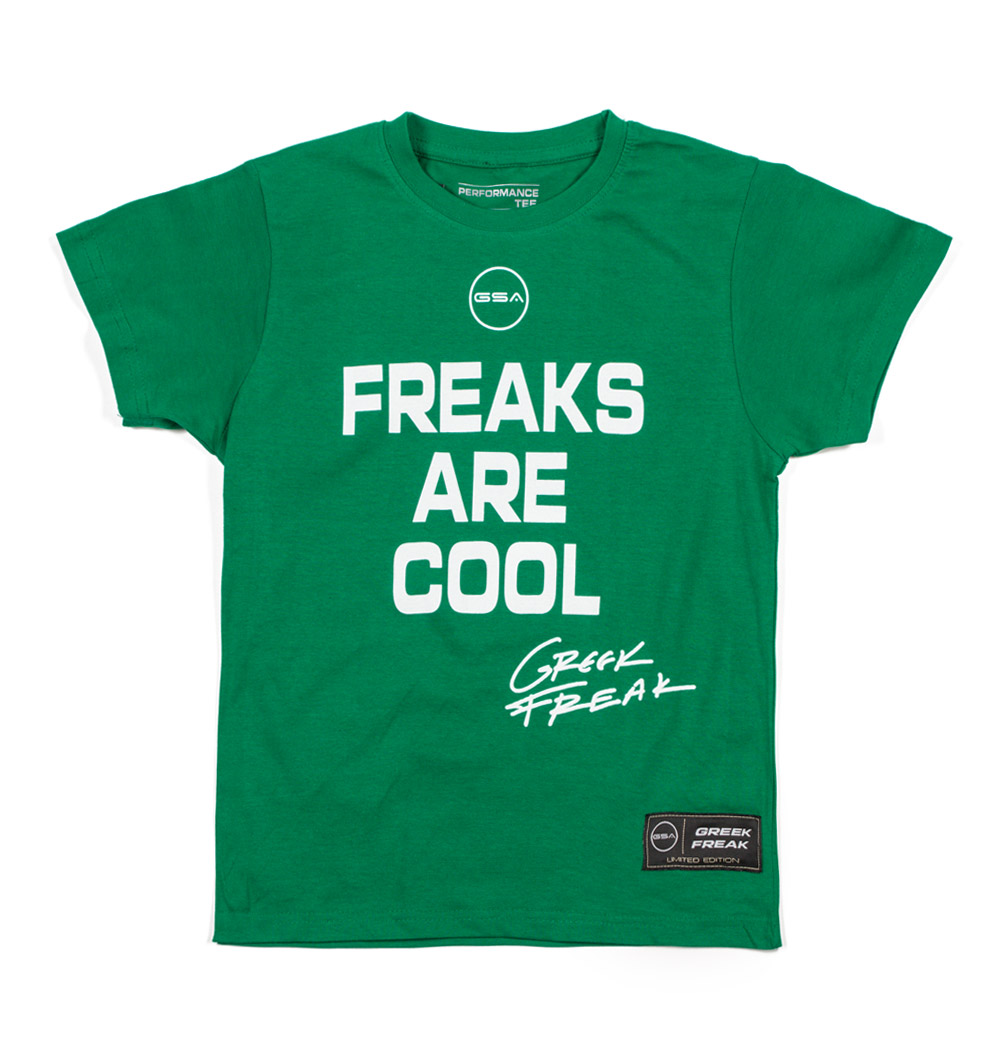 PERFORMANCE
TEE
GSA
FREAKS
ARE
COOL
GREEK
FREAK
GSA
GREEK
FREAK
LIMITED EDITION